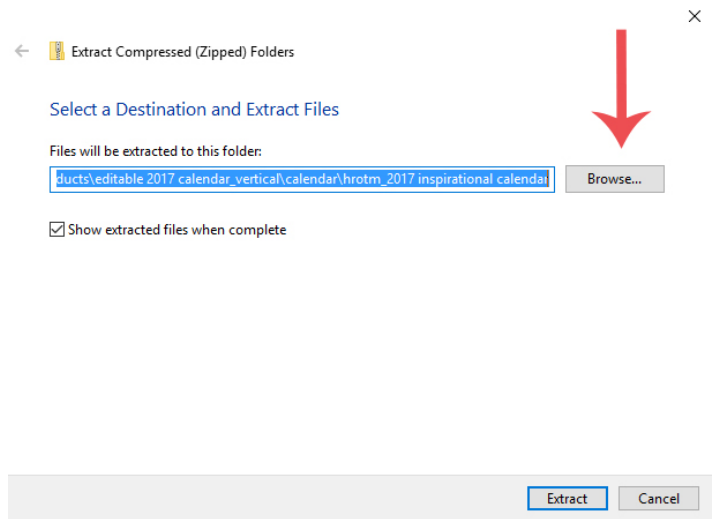 Extract Compressed (Zipped) Folders
Select a Destination and Extract Files
Files will be extracted to this folder:
ducts\editable 2017 calendar_vertical\calendar\hrotm_2017 inspirational calendar
Browse...
Show extracted files when complete
Extract
Cancel